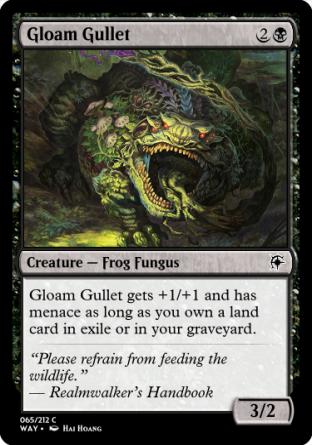 Gloam Gullet 2
Creature — Frog Fungus
Gloam Gullet gets +1/+1 and has
menace as long as you own a land
card in exile or in your graveyard.
“Please refrain from feeding the
wildlife.”
— Realmwalker's Handbook
3/2
065/212 C
WAY • Hai Hoang